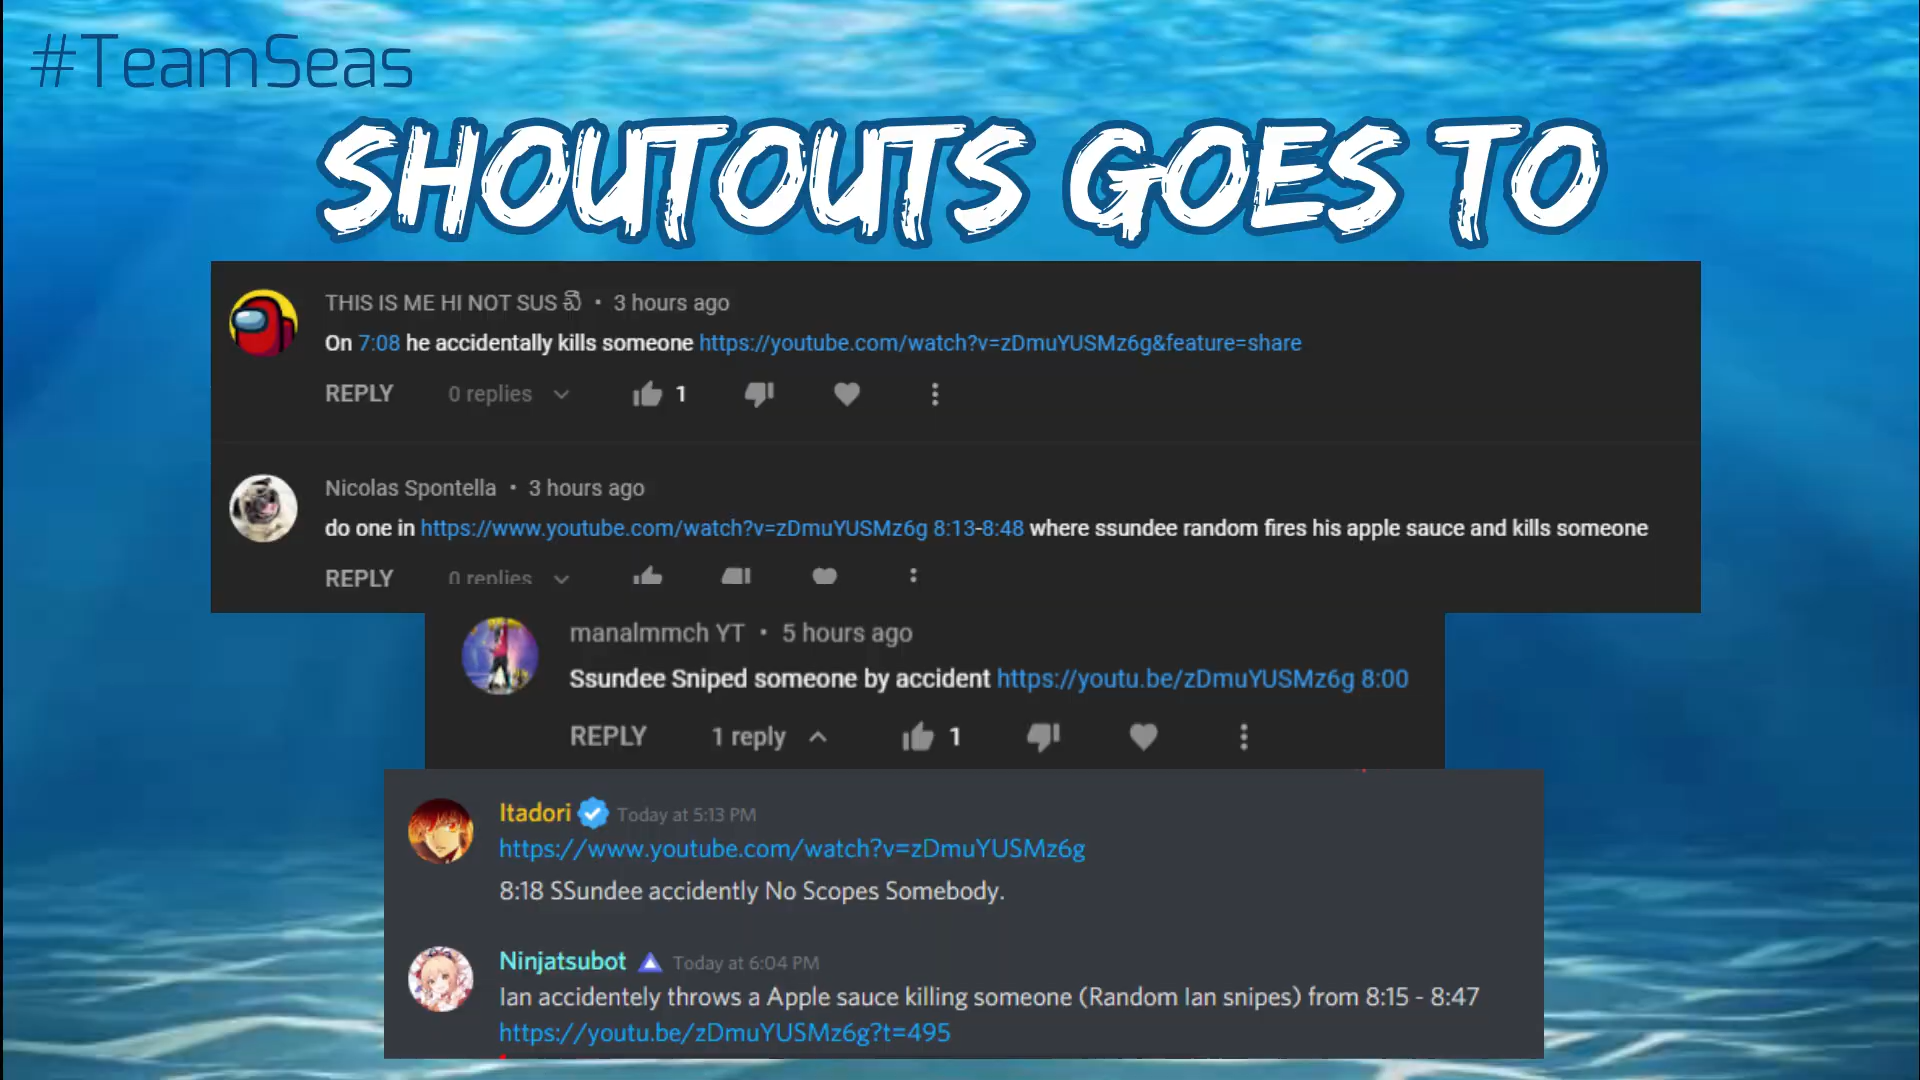 #TeamSeas
SHOUTOUTS GOES TO
THIS IS ME HI NOT SUS • 3 hours ago
On 7:08 he accidentally kills someone https://youtube.com/watch?v=zDmuYUSMz6g&feature=share
REPLY 0 replies 1
Nicolas Spontella • 3 hours ago
do one in https://www.youtube.com/watch?v=zDmuYUSMz6g 8:13-8:48 where ssundee random fires his apple sauce and kills someone
REPLY 0 replies
manalmmch YT • 5 hours ago
Ssundee Sniped someone by accident https://youtu.be/zDmuYUSMz6g 8:00
REPLY 1 reply 1
Itadori Today at 5:13 PM
https://www.youtube.com/watch?v=zDmuYUSMz6g
8:18 SSundee accidently No Scopes Somebody.
Ninjatsubot Today at 6:04 PM
Ian accidentely throws a Apple sauce killing someone (Random Ian snipes) from 8:15 - 8:47
https://youtu.be/zDmuYUSMz6g?t=495